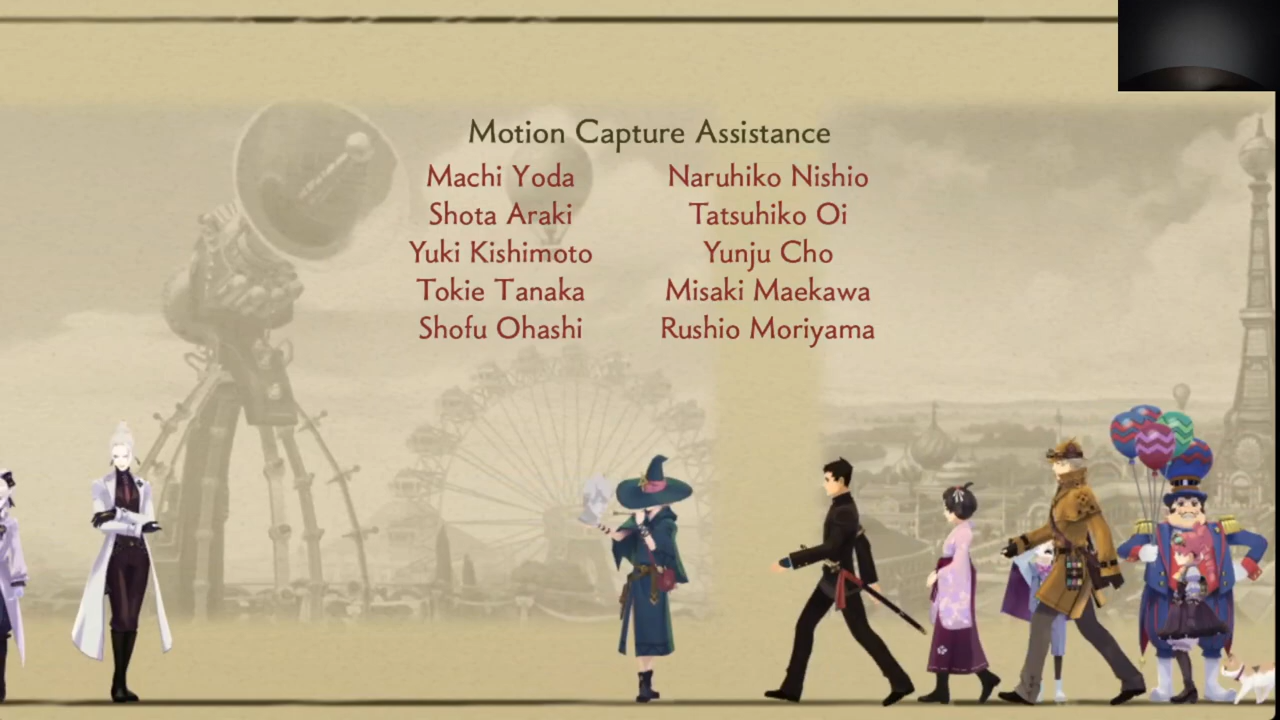 Motion Capture Assistance
Machi Yoda Naruhiko Nishio
Shota Araki Tatsuhiko Oi
Yuki Kishimoto Yunju Cho
Tokie Tanaka Misaki Maekawa
Shofu Ohashi Rushio Moriyama